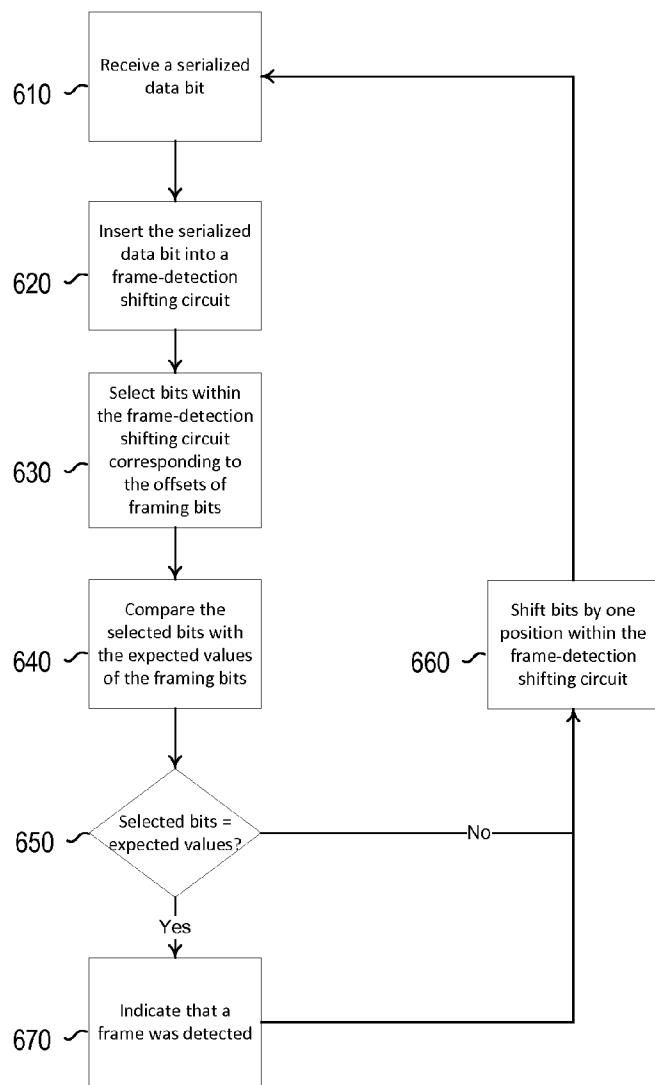 Receive a serialized
data bit
610
Insert the serialized
data bit into a
frame-detection
shifting circuit
620
Select bits within
the frame-detection
shifting circuit
corresponding to
the offsets of
framing bits
630
Compare the
selected bits with
the expected values
of the framing bits
640
Shift bits by one
position within the
frame-detection
shifting circuit
660
Selected bits =
expected values?
650
No
Yes
Indicate that a
frame was detected
670